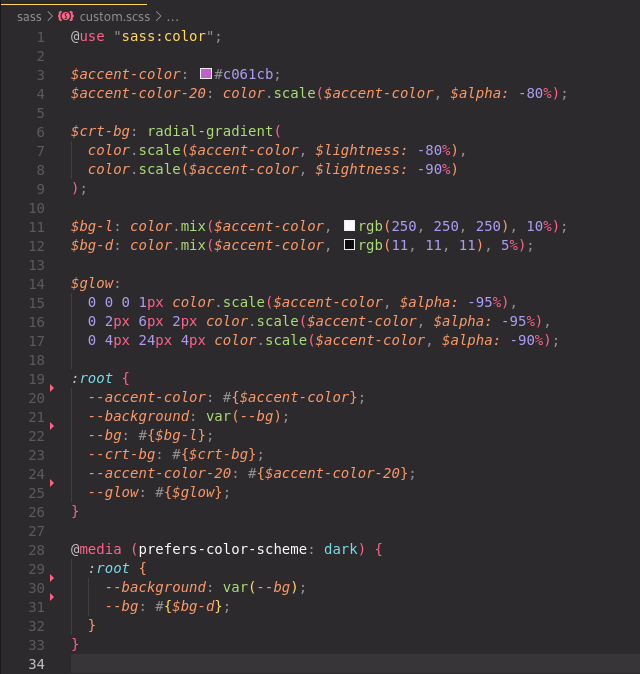 sass > custom.scss > ...
1 @use "sass:color";
2
3 $accent-color: #c061cb;
4 $accent-color-20: color.scale($accent-color, $alpha: -80%);
5
6 $crt-bg: radial-gradient(
7   color.scale($accent-color, $lightness: -80%),
8   color.scale($accent-color, $lightness: -90%)
9 );
10
11 $bg-l: color.mix($accent-color, rgb(250, 250, 250), 10%);
12 $bg-d: color.mix($accent-color, rgb(11, 11, 11), 5%);
13
14 $glow:
15   0 0 0 1px color.scale($accent-color, $alpha: -95%),
16   0 2px 6px 2px color.scale($accent-color, $alpha: -95%),
17   0 4px 24px 4px color.scale($accent-color, $alpha: -90%);
18
19 :root {
20   --accent-color: #{$accent-color};
21   --background: var(--bg);
22   --bg: #{$bg-l};
23   --crt-bg: #{$crt-bg};
24   --accent-color-20: #{$accent-color-20};
25   --glow: #{$glow};
26 }
27
28 @media (prefers-color-scheme: dark) {
29   :root {
30     --background: var(--bg);
31     --bg: #{$bg-d};
32   }
33 }
34